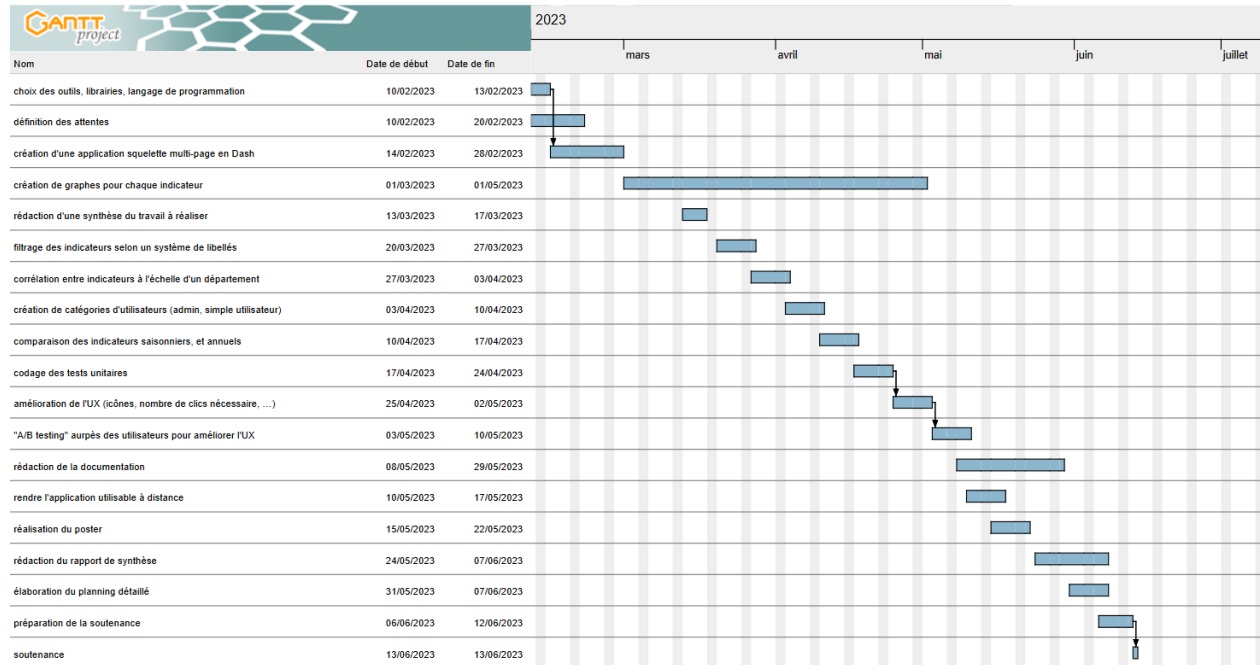 GANTT
project
2023
mars avril mai juin juillet
Nom Date de début Date de fin
choix des outils, librairies, langage de programmation 10/02/2023 13/02/2023
définition des attentes 10/02/2023 20/02/2023
création d'une application squelette multi-page en Dash 14/02/2023 28/02/2023
création de graphes pour chaque indicateur 01/03/2023 01/05/2023
rédaction d'une synthèse du travail à réaliser 13/03/2023 17/03/2023
filtrage des indicateurs selon un système de libellés 20/03/2023 27/03/2023
corrélation entre indicateurs à l'échelle d'un département 27/03/2023 03/04/2023
création de catégories d'utilisateurs (admin, simple utilisateur) 03/04/2023 10/04/2023
comparaison des indicateurs saisonniers, et annuels 10/04/2023 17/04/2023
codage des tests unitaires 17/04/2023 24/04/2023
amélioration de l'UX (icônes, nombre de clics nécessaire, ...) 25/04/2023 02/05/2023
"A/B testing" aurpès des utilisateurs pour améliorer l'UX 03/05/2023 10/05/2023
rédaction de la documentation 08/05/2023 29/05/2023
rendre l'application utilisable à distance 10/05/2023 17/05/2023
réalisation du poster 15/05/2023 22/05/2023
rédaction du rapport de synthèse 24/05/2023 07/06/2023
élaboration du planning détaillé 31/05/2023 07/06/2023
préparation de la soutenance 06/06/2023 12/06/2023
soutenance 13/06/2023 13/06/2023